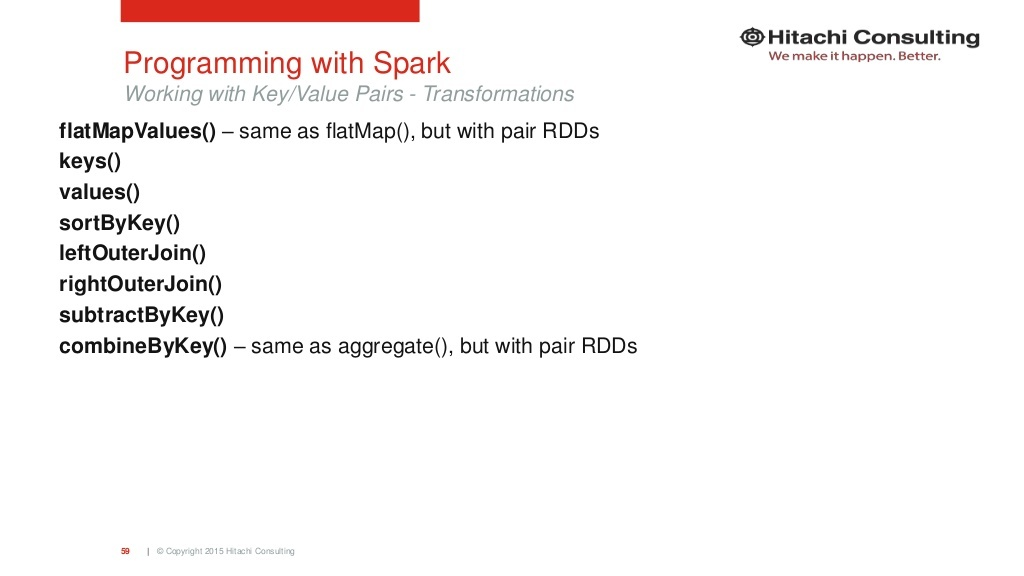 Hitachi Consulting
We make it happen. Better.
Programming with Spark
Working with Key/Value Pairs - Transformations
flatMapValues() – same as flatMap(), but with pair RDDs
keys()
values()
sortByKey()
leftOuterJoin()
rightOuterJoin()
subtractByKey()
combineByKey() – same as aggregate(), but with pair RDDs
59 | © Copyright 2015 Hitachi Consulting